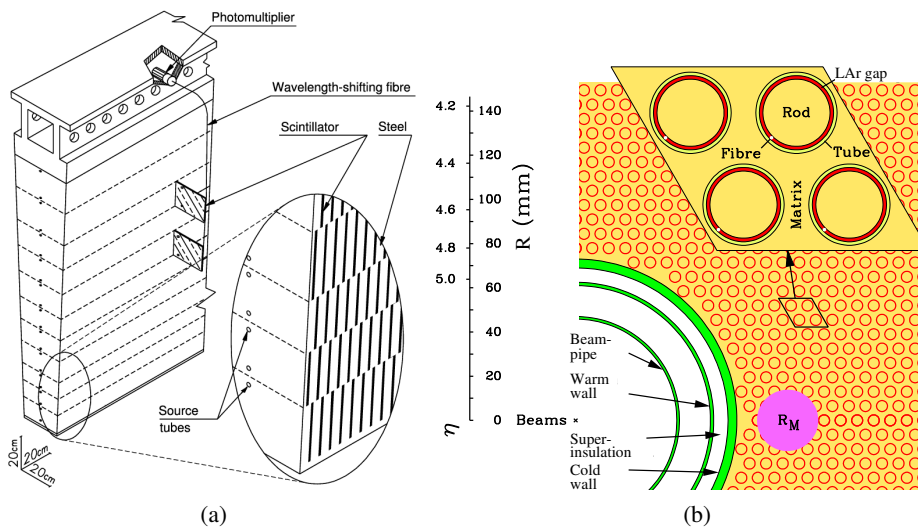 Photomultiplier
Wavelength-shifting fibre
Scintillator
Steel
Source
tubes
20cm
20cm
20cm
(a)
η
4.2
4.4
4.6
4.8
5.0
R (mm)
140
120
100
80
60
40
20
0
Beams
LAr gap
Rod
Fibre
Tube
Matrix
Beam-
pipe
Warm
wall
Super-
insulation
Cold
wall
R_M
(b)